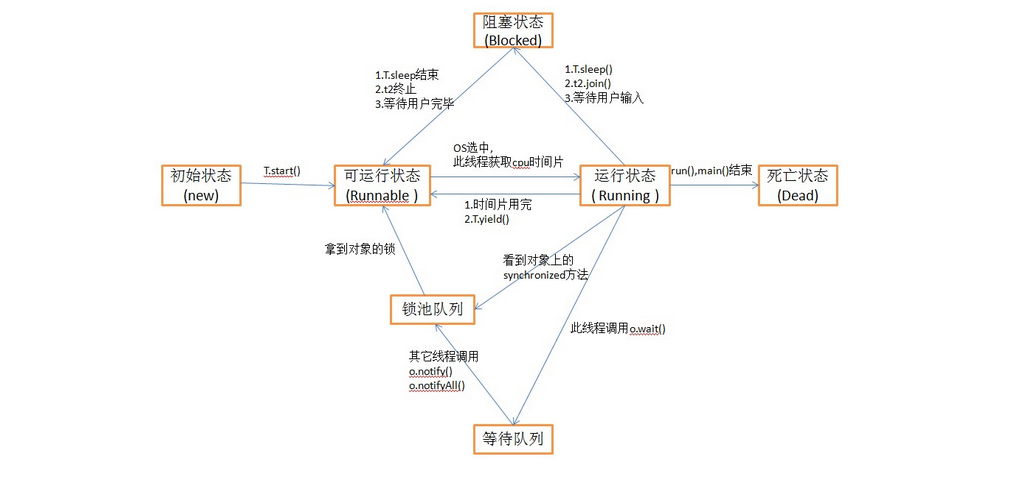 阻塞状态
(Blocked)
1.T.sleep结束
2.t2终止
3.等待用户完毕
1.T.sleep()
2.t2.join()
3.等待用户输入
OS选中,
此线程获取cpu时间片
初始状态
(new)
T.start()
可运行状态
(Runnable )
运行状态
( Running )
run(),main()结束
死亡状态
(Dead)
1.时间片用完
2.T.yield()
拿到对象的锁
看到对象上的
synchronized方法
锁池队列
此线程调用o.wait()
其它线程调用
o.notify()
o.notifyAll()
等待队列